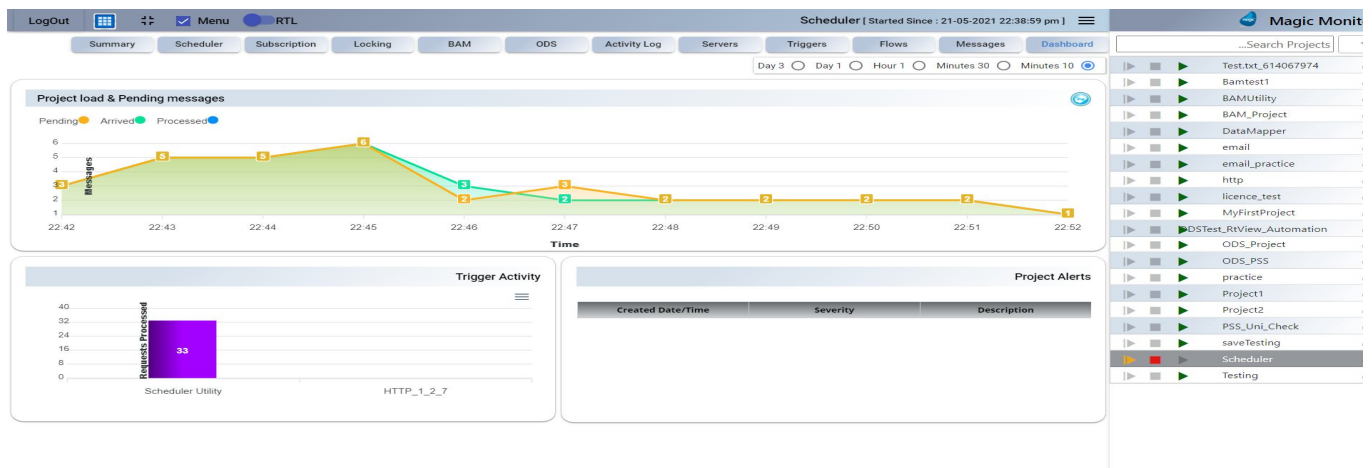 LogOut Menu RTL Scheduler [ Started Since : 21-05-2021 22:38:59 pm ] Magic Monit
Summary Scheduler Subscription Locking BAM ODS Activity Log Servers Triggers Flows Messages Dashboard
...Search Projects
Day 3 Day 1 Hour 1 Minutes 30 Minutes 10
Project load & Pending messages
Pending Arrived Processed
Messages
6
5
4
3
2
1
3 5 5 6 3 2 3 2 2 2 2 2 1
22:42 22:43 22:44 22:45 22:46 22:47 22:48 22:49 22:50 22:51 22:52
Time
Trigger Activity
Requests Processed
40
32
24
16
8
0
33
Scheduler Utility HTTP_1_2_7
Project Alerts
Created Date/Time Severity Description
Test.txt_614067974
Bamtest1
BAMUtility
BAM_Project
DataMapper
email
email_practice
http
licence_test
MyFirstProject
DSTest_RtView_Automation
ODS_Project
ODS_PSS
practice
Project1
Project2
PSS_Uni_Check
saveTesting
Scheduler
Testing